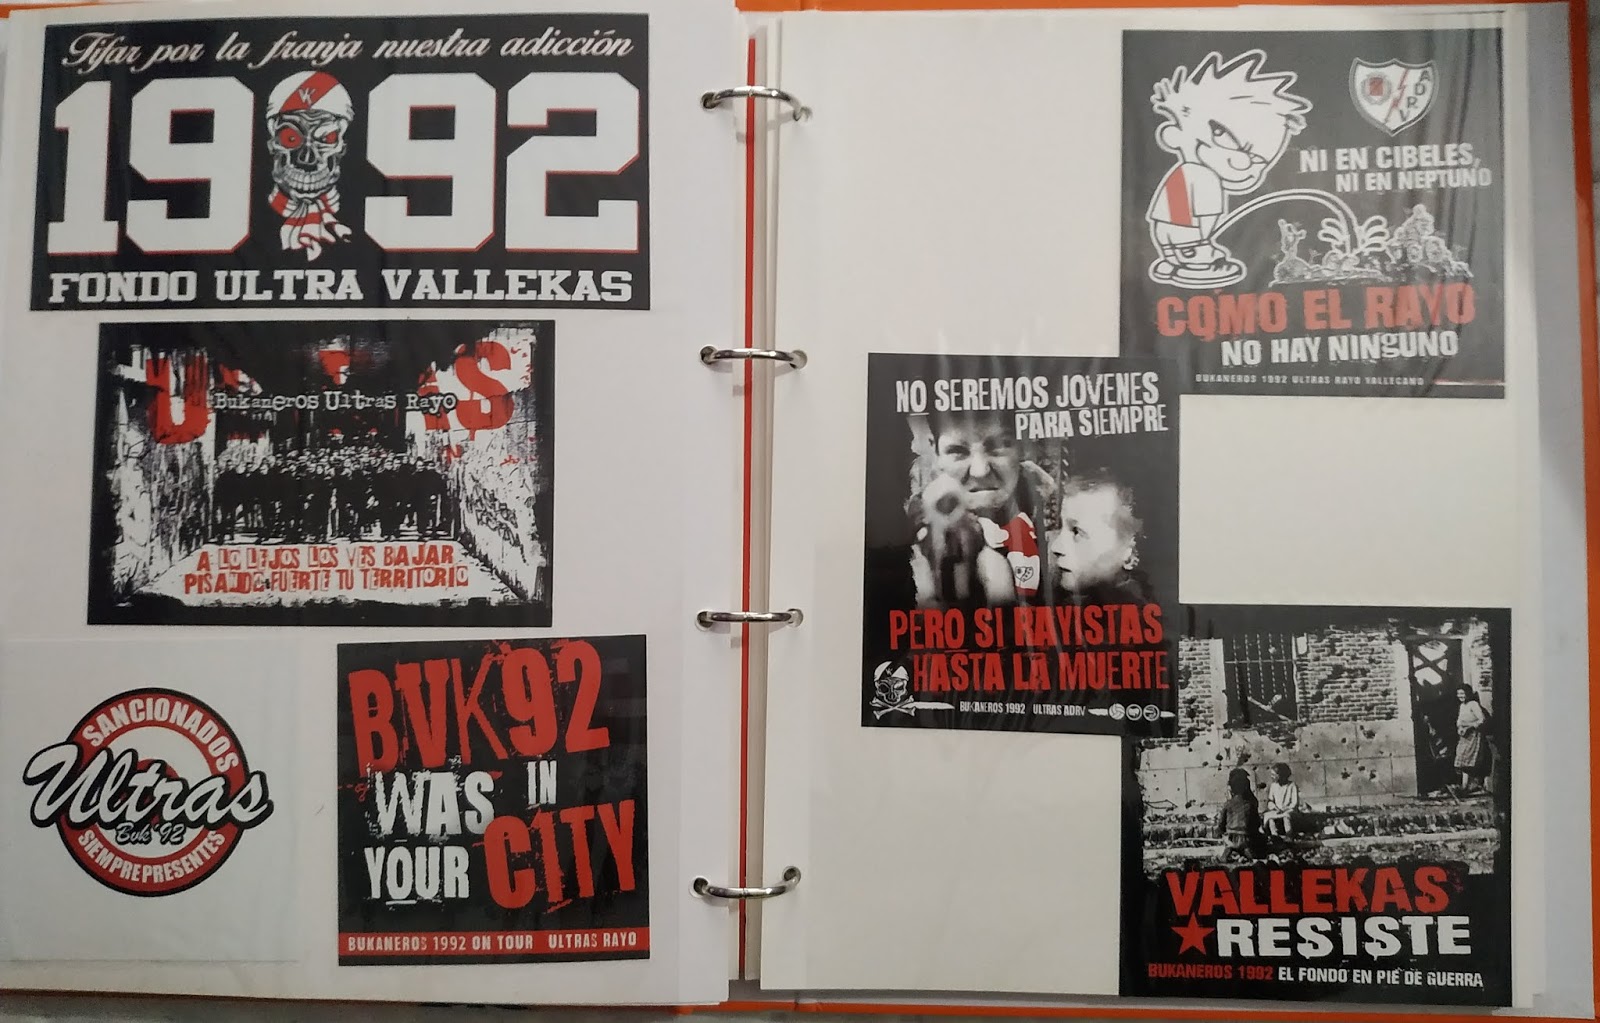 Tifar por la franja nuestra adicción
1992
VK
FONDO ULTRA VALLEKAS
Bukaneros Ultras Rayo
A LO LEJOS LOS VES BAJAR
PISANDO FUERTE TU TERRITORIO
SANCIONADOS
Ultras
Bvk '92
SIEMPRE PRESENTES
BVK92
WAS IN
YOUR CITY
BUKANEROS 1992 ON TOUR ULTRAS RAYO
ADRV
NI EN CIBELES,
NI EN NEPTUNO
COMO EL RAYO
NO HAY NINGUNO
BUKANEROS 1992 ULTRAS RAYO VALLECANO
NO SEREMOS JOVENES
PARA SIEMPRE
PERO SI RAYISTAS
HASTA LA MUERTE
BUKANEROS 1992 ULTRAS ADRV
VALLEKAS
RESISTE
BUKANEROS 1992 EL FONDO EN PIE DE GUERRA